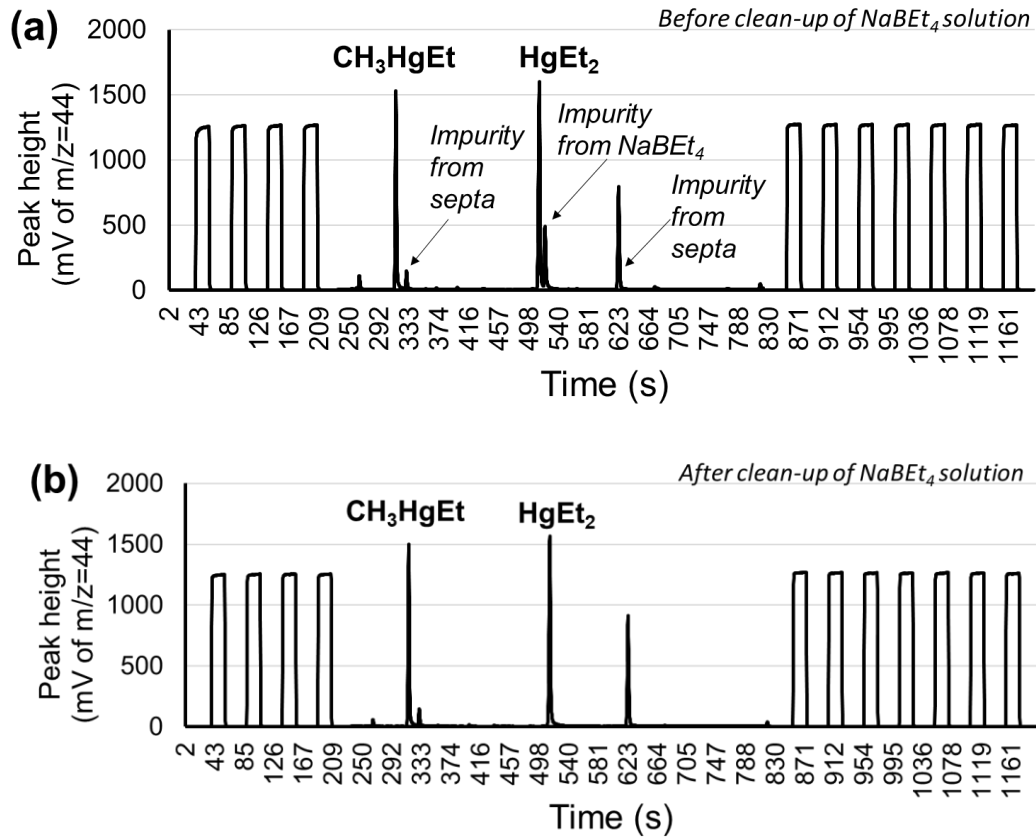 (a)
Before clean-up of NaBEt₄ solution
2000
1500
1000
500
0
Peak height
(mV of m/z=44)
CH₃HgEt
HgEt₂
Impurity
from
septa
Impurity
from NaBEt₄
Impurity
from
septa
2 43 85 126 167 209 250 292 333 374 416 457 498 540 581 623 664 705 747 788 830 871 912 954 995 1036 1078 1119 1161
Time (s)
(b)
After clean-up of NaBEt₄ solution
2000
1500
1000
500
0
Peak height
(mV of m/z=44)
CH₃HgEt
HgEt₂
2 43 85 126 167 209 250 292 333 374 416 457 498 540 581 623 664 705 747 788 830 871 912 954 995 1036 1078 1119 1161
Time (s)